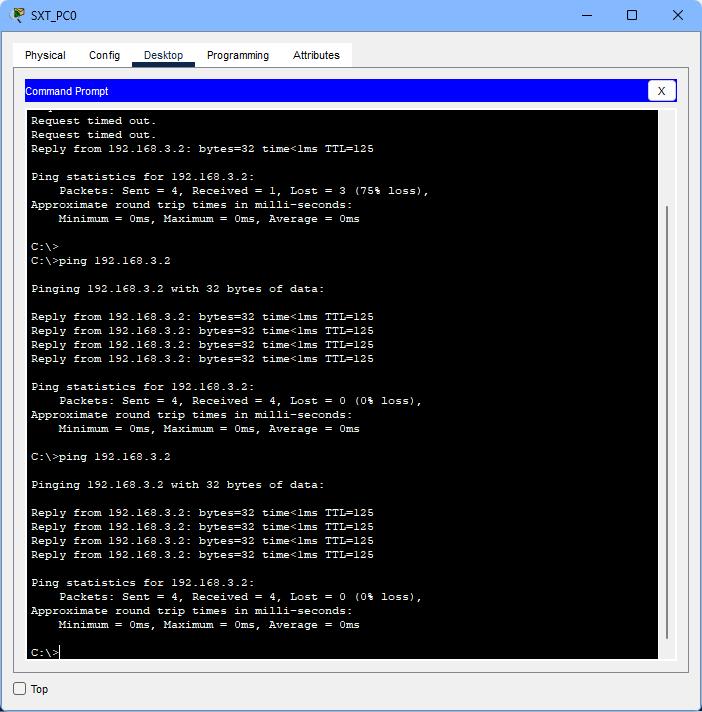 SXT_PC0
Physical Config Desktop Programming Attributes
Command Prompt
X
Request timed out.
Request timed out.
Reply from 192.168.3.2: bytes=32 time<1ms TTL=125
Ping statistics for 192.168.3.2:
Packets: Sent = 4, Received = 1, Lost = 3 (75% loss),
Approximate round trip times in milli-seconds:
Minimum = 0ms, Maximum = 0ms, Average = 0ms
C:\>
C:\>ping 192.168.3.2
Pinging 192.168.3.2 with 32 bytes of data:
Reply from 192.168.3.2: bytes=32 time<1ms TTL=125
Reply from 192.168.3.2: bytes=32 time<1ms TTL=125
Reply from 192.168.3.2: bytes=32 time<1ms TTL=125
Reply from 192.168.3.2: bytes=32 time<1ms TTL=125
Ping statistics for 192.168.3.2:
Packets: Sent = 4, Received = 4, Lost = 0 (0% loss),
Approximate round trip times in milli-seconds:
Minimum = 0ms, Maximum = 0ms, Average = 0ms
C:\>ping 192.168.3.2
Pinging 192.168.3.2 with 32 bytes of data:
Reply from 192.168.3.2: bytes=32 time<1ms TTL=125
Reply from 192.168.3.2: bytes=32 time<1ms TTL=125
Reply from 192.168.3.2: bytes=32 time<1ms TTL=125
Reply from 192.168.3.2: bytes=32 time<1ms TTL=125
Ping statistics for 192.168.3.2:
Packets: Sent = 4, Received = 4, Lost = 0 (0% loss),
Approximate round trip times in milli-seconds:
Minimum = 0ms, Maximum = 0ms, Average = 0ms
C:\>
Top